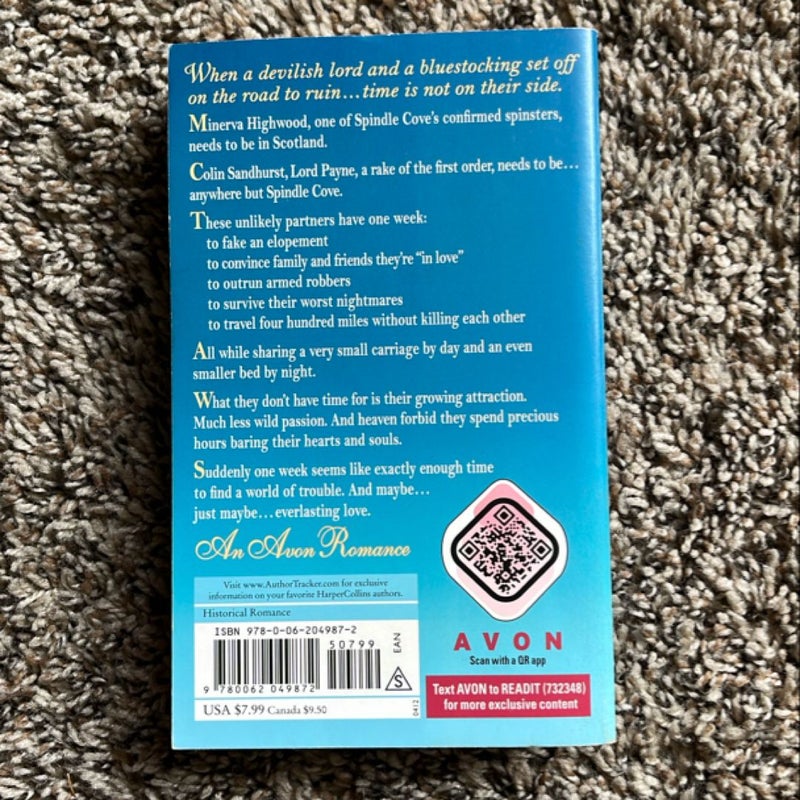 When a devilish lord and a bluestocking set off
on the road to ruin…time is not on their side.
Minerva Highwood, one of Spindle Cove's confirmed spinsters,
needs to be in Scotland.
Colin Sandhurst, Lord Payne, a rake of the first order, needs to be…
anywhere but Spindle Cove.
These unlikely partners have one week:
to fake an elopement
to convince family and friends they're "in love"
to outrun armed robbers
to survive their worst nightmares
to travel four hundred miles without killing each other
All while sharing a very small carriage by day and an even
smaller bed by night.
What they don't have time for is their growing attraction.
Much less wild passion. And heaven forbid they spend precious
hours baring their hearts and souls.
Suddenly one week seems like exactly enough time
to find a world of trouble. And maybe…
just maybe…everlasting love.
An Avon Romance
Visit www.AuthorTracker.com for exclusive
information on your favorite HarperCollins authors.
Historical Romance
ISBN 978-0-06-204987-2
50799
EAN
9 780062 049872
S
USA $7.99 Canada $9.50
0412
AVON
Scan with a QR app
Text AVON to READIT (732348)
for more exclusive content